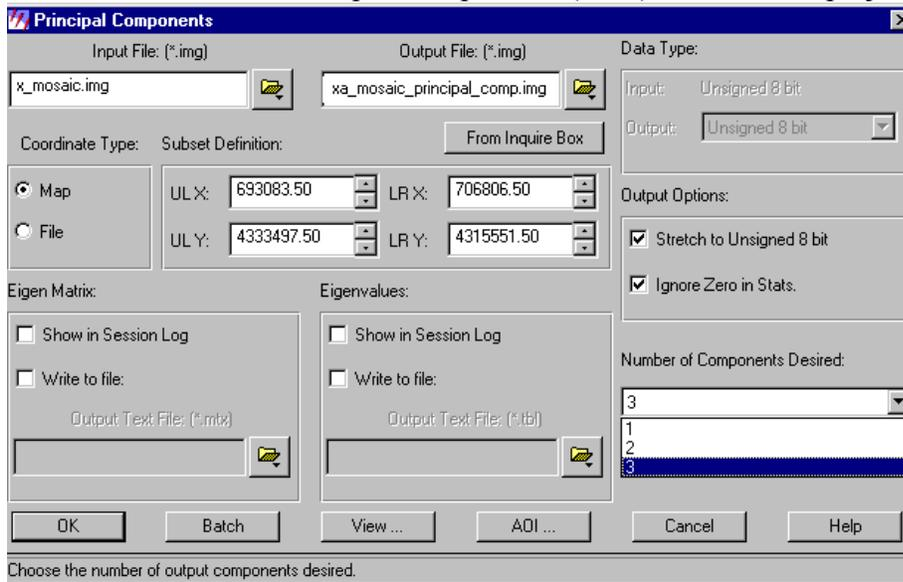 Principal Components
Input File: (*.img)
Output File: (*.img)
Data Type:
x_mosaic.img
xa_mosaic_principal_comp.img
Input: Unsigned 8 bit
Output: Unsigned 8 bit
Coordinate Type:
Subset Definition:
From Inquire Box
Map
File
UL X: 693083.50
LR X: 706806.50
UL Y: 4333497.50
LR Y: 4315551.50
Output Options:
Stretch to Unsigned 8 bit
Ignore Zero in Stats.
Eigen Matrix:
Show in Session Log
Write to file:
Output Text File: (*.mtx)
Eigenvalues:
Show in Session Log
Write to file:
Output Text File: (*.tbl)
Number of Components Desired:
3
1
2
3
OK
Batch
View ...
AOI ...
Cancel
Help
Choose the number of output components desired.